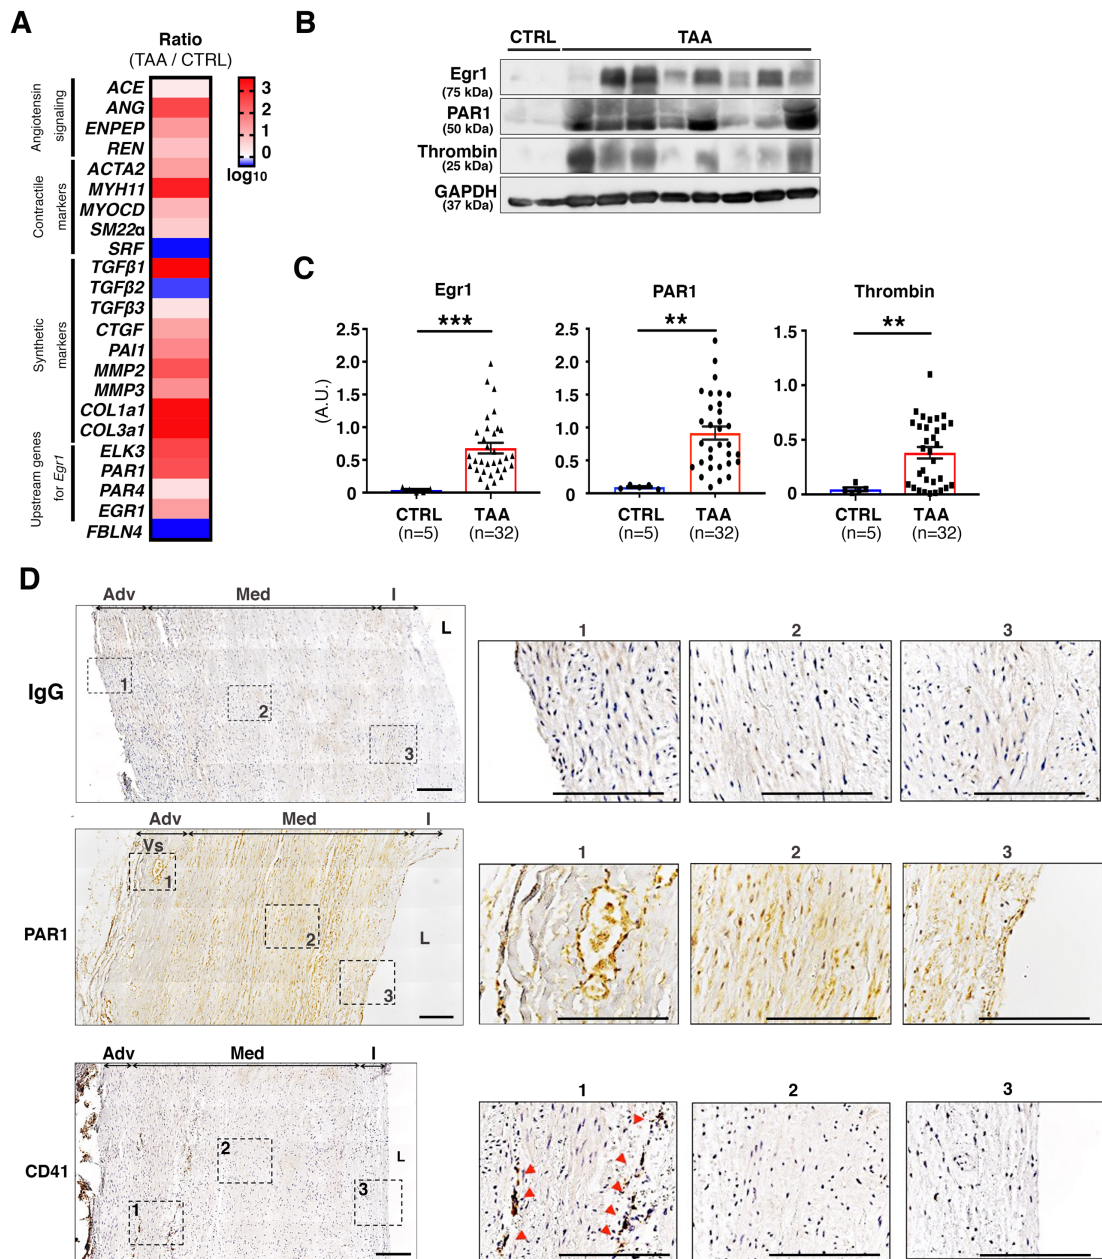 A
Ratio
(TAA / CTRL)
Angiotensin
signaling
Contractile
markers
Synthetic
markers
Upstream genes
for Egr1
ACE
ANG
ENPEP
REN
ACTA2
MYH11
MYOCD
SM22α
SRF
TGFβ1
TGFβ2
TGFβ3
CTGF
PAI1
MMP2
MMP3
COL1a1
COL3a1
ELK3
PAR1
PAR4
EGR1
FBLN4
3
2
1
0
log10
B
CTRL TAA
Egr1
(75 kDa)
PAR1
(50 kDa)
Thrombin
(25 kDa)
GAPDH
(37 kDa)
C
Egr1
***
(A.U.)
2.5
2.0
1.5
1.0
0.5
0
CTRL TAA
(n=5) (n=32)
PAR1
**
2.5
2.0
1.5
1.0
0.5
0
CTRL TAA
(n=5) (n=32)
Thrombin
**
1.5
1.0
0.5
0
CTRL TAA
(n=5) (n=32)
D
Adv Med I
IgG
L
1
2
3
1 2 3
Adv Med I
Vs
PAR1
L
1
2
3
1 2 3
Adv Med I
CD41
L
1
2
3
1 2 3